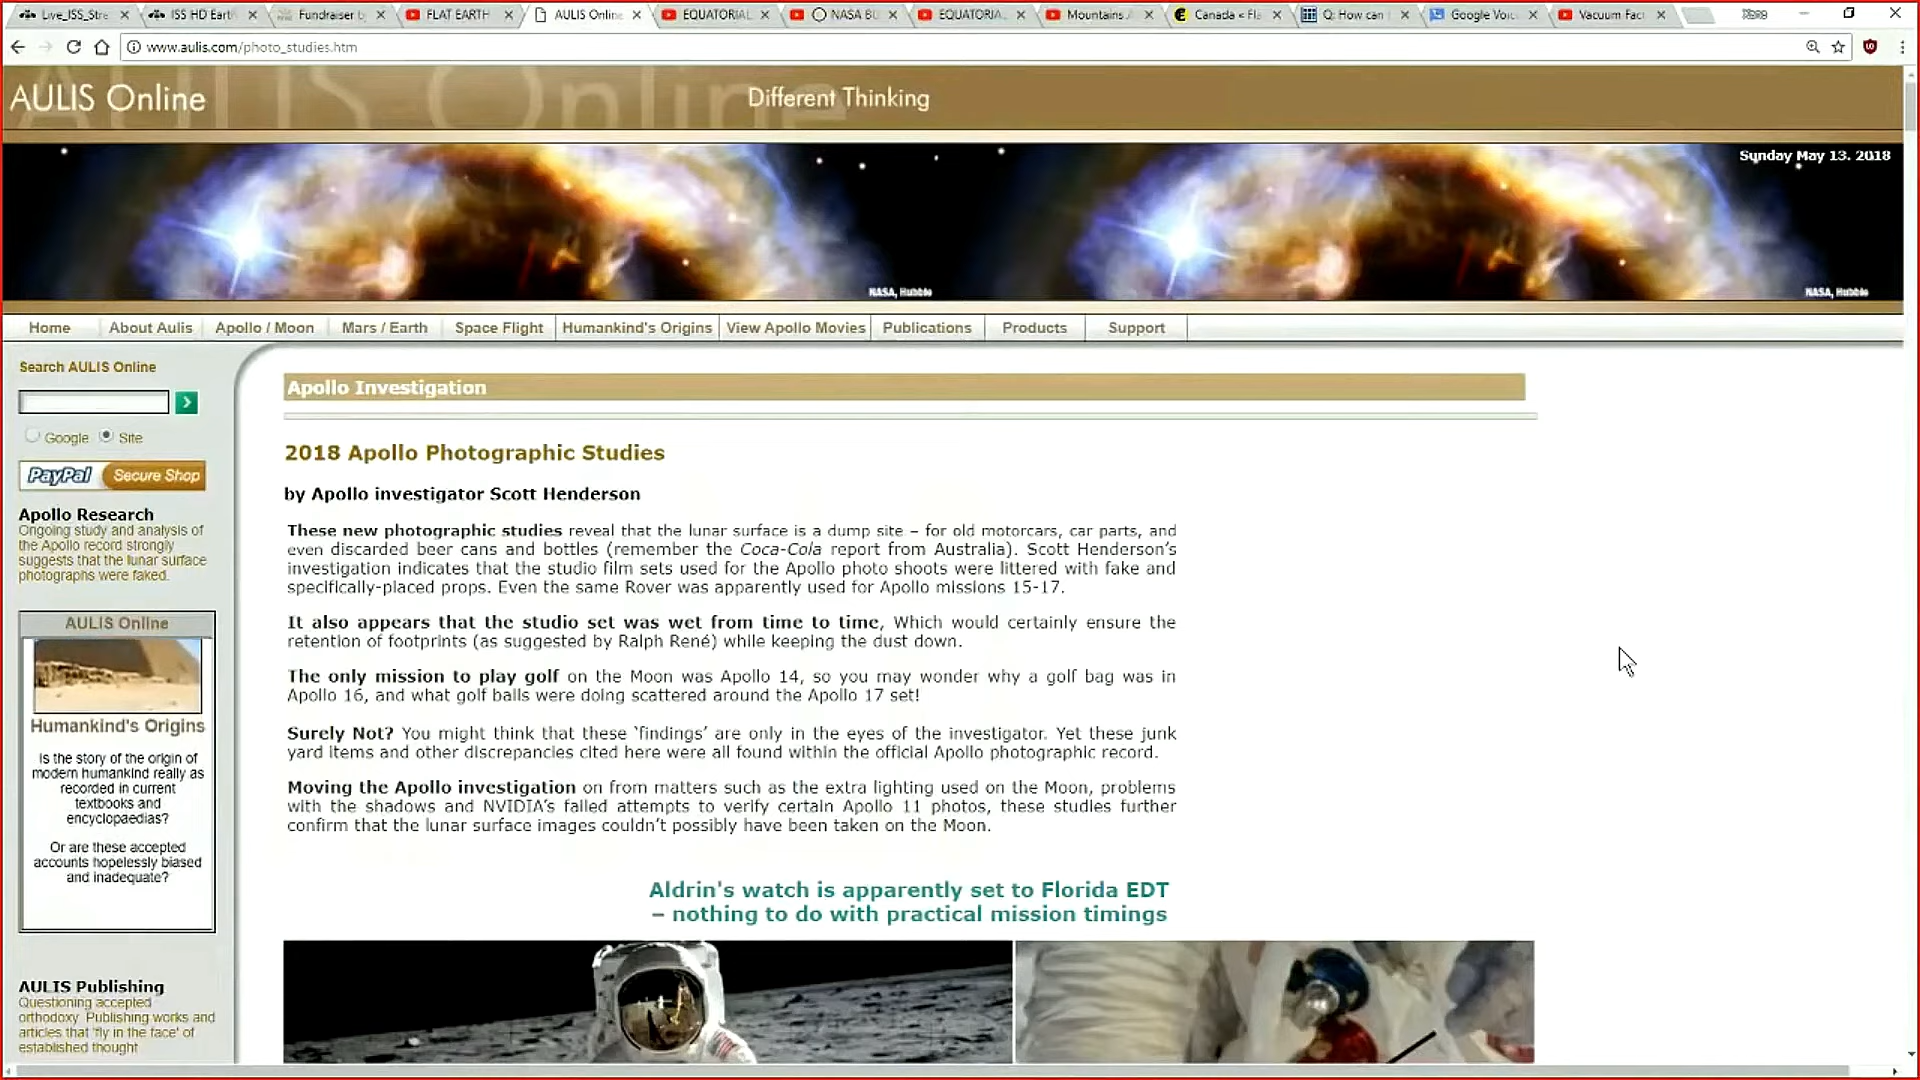 Live_ISS_Stre
ISS HD Eart
Fundraiser b
FLAT EARTH
AULIS Online
EQUATORIAL
NASA BU
EQUATORIA
Mountains
Canada « Fla
Q: How can
Google Voic
Vacuum Fact
www.aulis.com/photo_studies.htm
AULIS Online
Different Thinking
Sunday May 13. 2018
NASA, Hubble
NASA, Hubble
Home
About Aulis
Apollo / Moon
Mars / Earth
Space Flight
Humankind's Origins
View Apollo Movies
Publications
Products
Support
Search AULIS Online
Google
Site
PayPal Secure Shop
Apollo Research
Ongoing study and analysis of
the Apollo record strongly
suggests that the lunar surface
photographs were faked.
AULIS Online
Humankind's Origins
Is the story of the origin of
modern humankind really as
recorded in current
textbooks and
encyclopaedias?
Or are these accepted
accounts hopelessly biased
and inadequate?
AULIS Publishing
Questioning accepted
orthodoxy. Publishing works and
articles that 'fly in the face' of
established thought
Apollo Investigation
2018 Apollo Photographic Studies
by Apollo investigator Scott Henderson
These new photographic studies reveal that the lunar surface is a dump site – for old motorcars, car parts, and
even discarded beer cans and bottles (remember the Coca-Cola report from Australia). Scott Henderson's
investigation indicates that the studio film sets used for the Apollo photo shoots were littered with fake and
specifically-placed props. Even the same Rover was apparently used for Apollo missions 15-17.
It also appears that the studio set was wet from time to time, Which would certainly ensure the
retention of footprints (as suggested by Ralph René) while keeping the dust down.
The only mission to play golf on the Moon was Apollo 14, so you may wonder why a golf bag was in
Apollo 16, and what golf balls were doing scattered around the Apollo 17 set!
Surely Not? You might think that these 'findings' are only in the eyes of the investigator. Yet these junk
yard items and other discrepancies cited here were all found within the official Apollo photographic record.
Moving the Apollo investigation on from matters such as the extra lighting used on the Moon, problems
with the shadows and NVIDIA's failed attempts to verify certain Apollo 11 photos, these studies further
confirm that the lunar surface images couldn't possibly have been taken on the Moon.
Aldrin's watch is apparently set to Florida EDT
– nothing to do with practical mission timings